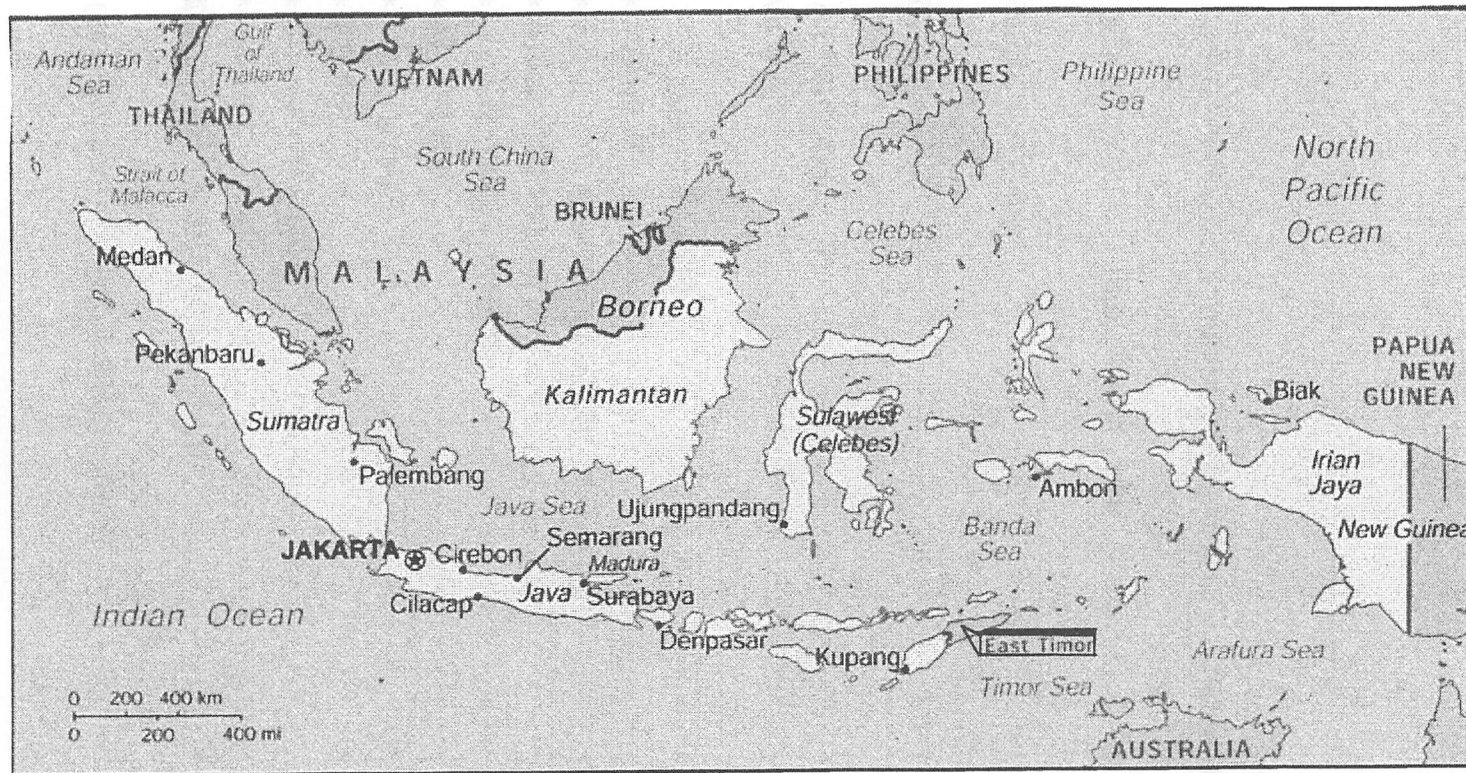 Andaman
Sea
Gulf
of
Thailand
VIETNAM
THAILAND
PHILIPPINES
Philippine
Sea
South China
Sea
Strait of
Malacca
North
Pacific
Ocean
BRUNEI
Celebes
Sea
Medan
MALAYSIA
Borneo
Pekanbaru
Kalimantan
Sumatra
Sulawesi
(Celebes)
PAPUA
NEW
GUINEA
Biak
Palembang
Irian
Jaya
Ambon
Java Sea
Ujungpandang
Banda
Sea
New Guinea
Semarang
JAKARTA
Cirebon
Madura
Cilacap
Java
Surabaya
Indian Ocean
Denpasar
Kupang
East Timor
Arafura Sea
Timor Sea
0 200 400 km
0 200 400 mi
AUSTRALIA